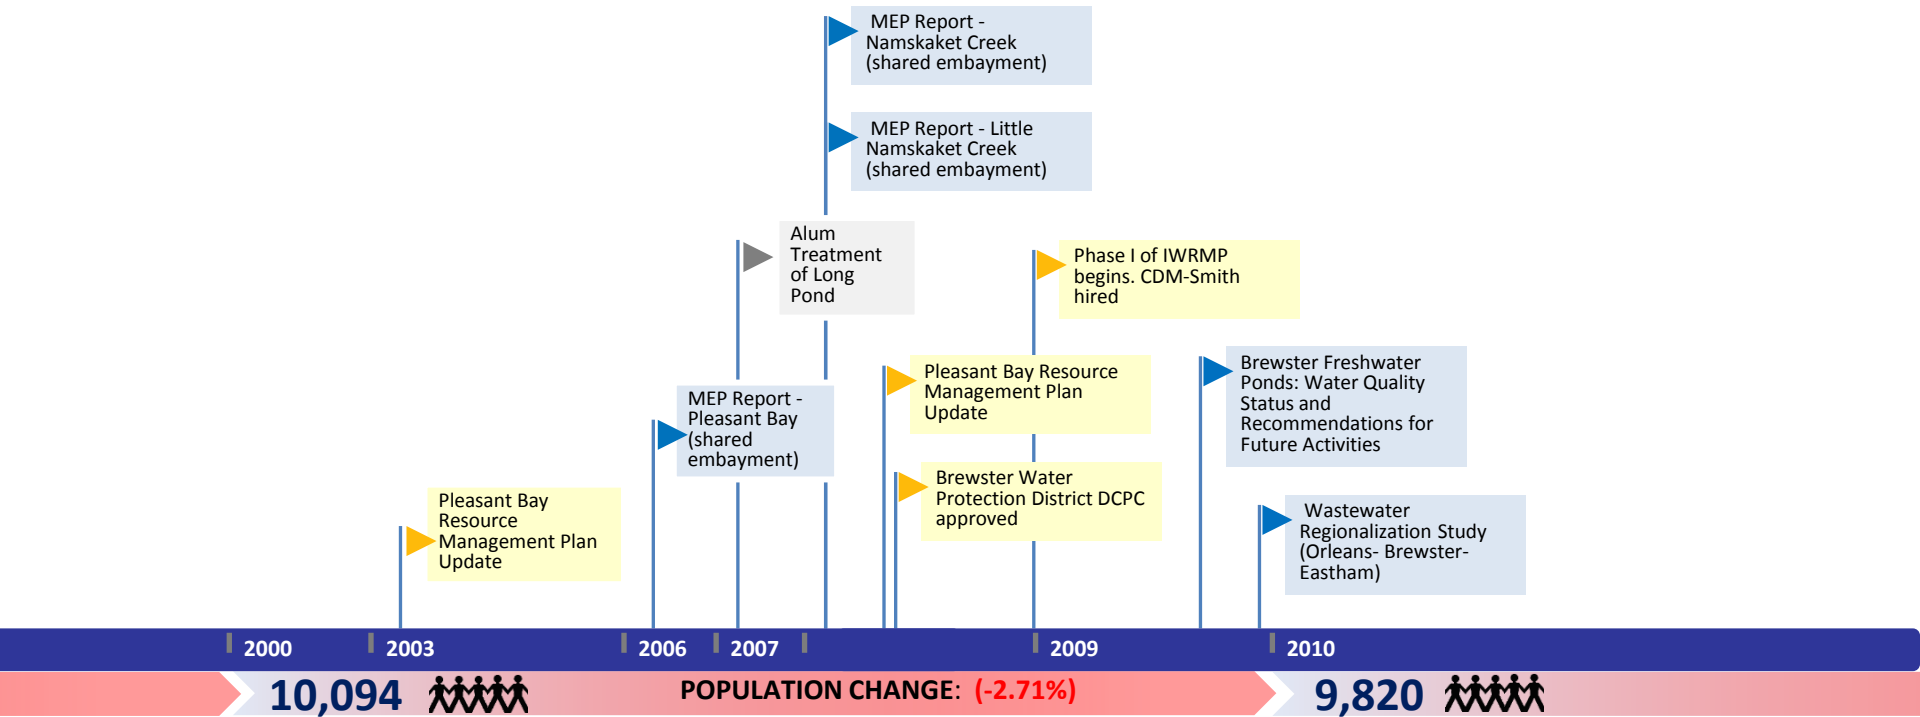 MEP Report -
Namskaket Creek
(shared embayment)
MEP Report - Little
Namskaket Creek
(shared embayment)
Alum
Treatment
of Long
Pond
Phase I of IWRMP
begins. CDM-Smith
hired
Pleasant Bay Resource
Management Plan
Update
Brewster Freshwater
Ponds: Water Quality
Status and
Recommendations for
Future Activities
MEP Report -
Pleasant Bay
(shared
embayment)
Brewster Water
Protection District DCPC
approved
Pleasant Bay
Resource
Management Plan
Update
Wastewater
Regionalization Study
(Orleans- Brewster-
Eastham)
2000 2003 2006 2007 2009 2010
10,094 POPULATION CHANGE: (-2.71%) 9,820